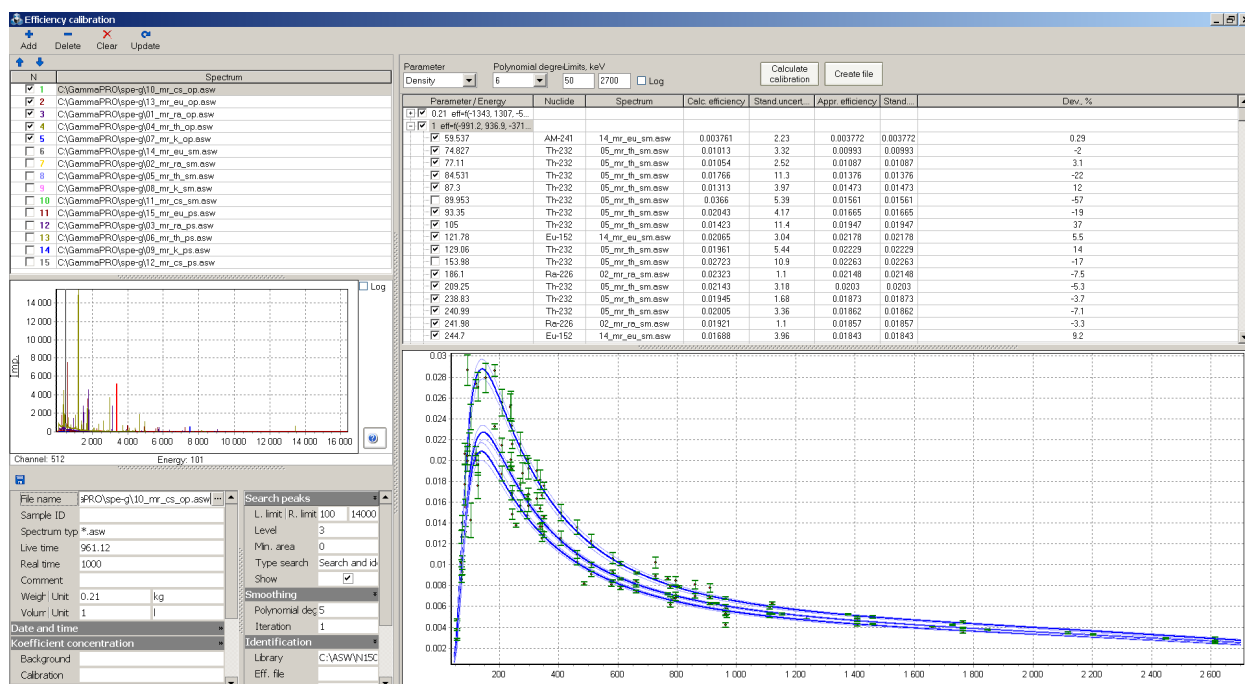 Efficiency calibration
Add Delete Clear Update
N Spectrum
1 C:\GammaPRO\spe-g\10_mr_cs_op.asw
2 C:\GammaPRO\spe-g\13_mr_eu_op.asw
3 C:\GammaPRO\spe-g\01_mr_ra_op.asw
4 C:\GammaPRO\spe-g\04_mr_th_op.asw
5 C:\GammaPRO\spe-g\07_mr_k_op.asw
6 C:\GammaPRO\spe-g\14_mr_eu_sm.asw
7 C:\GammaPRO\spe-g\02_mr_ra_sm.asw
8 C:\GammaPRO\spe-g\05_mr_th_sm.asw
9 C:\GammaPRO\spe-g\08_mr_k_sm.asw
10 C:\GammaPRO\spe-g\11_mr_cs_sm.asw
11 C:\GammaPRO\spe-g\15_mr_eu_ps.asw
12 C:\GammaPRO\spe-g\03_mr_ra_ps.asw
13 C:\GammaPRO\spe-g\06_mr_th_ps.asw
14 C:\GammaPRO\spe-g\09_mr_k_ps.asw
15 C:\GammaPRO\spe-g\12_mr_cs_ps.asw
Log
Imp.
14 000
12 000
10 000
8 000
6 000
4 000
2 000
0
2 000 4 000 6 000 8 000 10 000 12 000 14 000 16 000
Channel: 512 Energy: 101
File name PRO\spe-g\10_mr_cs_op.asw ...
Sample ID
Spectrum typ *.asw
Live time 961.12
Real time 1000
Comment
Weigh Unit 0.21 kg
Volum Unit 1 l
Date and time
Koefficient concentration
Background
Calibration
Search peaks
L. limit R. limit 100 14000
Level 3
Min. area 0
Type search Search and id
Show
Smoothing
Polynomial deg 5
Iteration 1
Identification
Library C:\ASW\N15C
Eff. file
Parameter Polynomial degree Limits, keV
Density 6 50 2700 Log
Calculate
calibration
Create file
Parameter / Energy Nuclide Spectrum Calc. efficiency Stand.uncert... Appr. efficiency Stand... Dev., %
0.21 eff=f(-1343, 1307, -5...
1 eff=f(-991.2, 936.9, -371...
59.537 AM-241 14_mr_eu_sm.asw 0.003761 2.23 0.003772 0.003772 0.29
74.827 Th-232 05_mr_th_sm.asw 0.01013 3.32 0.00993 0.00993 -2
77.11 Th-232 05_mr_th_sm.asw 0.01054 2.52 0.01087 0.01087 3.1
84.531 Th-232 05_mr_th_sm.asw 0.01766 11.3 0.01376 0.01376 -22
87.3 Th-232 05_mr_th_sm.asw 0.01313 3.97 0.01473 0.01473 12
89.953 Th-232 05_mr_th_sm.asw 0.0366 5.39 0.01561 0.01561 -57
93.35 Th-232 05_mr_th_sm.asw 0.02043 4.17 0.01665 0.01665 -19
105 Th-232 05_mr_th_sm.asw 0.01423 11.4 0.01947 0.01947 37
121.78 Eu-152 14_mr_eu_sm.asw 0.02065 3.04 0.02178 0.02178 5.5
129.06 Th-232 05_mr_th_sm.asw 0.01961 5.44 0.02229 0.02229 14
153.98 Th-232 05_mr_th_sm.asw 0.02723 10.9 0.02263 0.02263 -17
186.1 Ra-226 02_mr_ra_sm.asw 0.02323 1.1 0.02148 0.02148 -7.5
209.25 Th-232 05_mr_th_sm.asw 0.02143 3.18 0.0203 0.0203 -5.3
238.83 Th-232 05_mr_th_sm.asw 0.01945 1.68 0.01873 0.01873 -3.7
240.99 Th-232 05_mr_th_sm.asw 0.02005 3.36 0.01862 0.01862 -7.1
241.98 Ra-226 02_mr_ra_sm.asw 0.01921 1.1 0.01857 0.01857 -3.3
244.7 Eu-152 14_mr_eu_sm.asw 0.01688 3.96 0.01843 0.01843 9.2
0.03
0.028
0.026
0.024
0.022
0.02
0.018
0.016
0.014
0.012
0.01
0.008
0.006
0.004
0.002
200 400 600 800 1 000 1 200 1 400 1 600 1 800 2 000 2 200 2 400 2 600